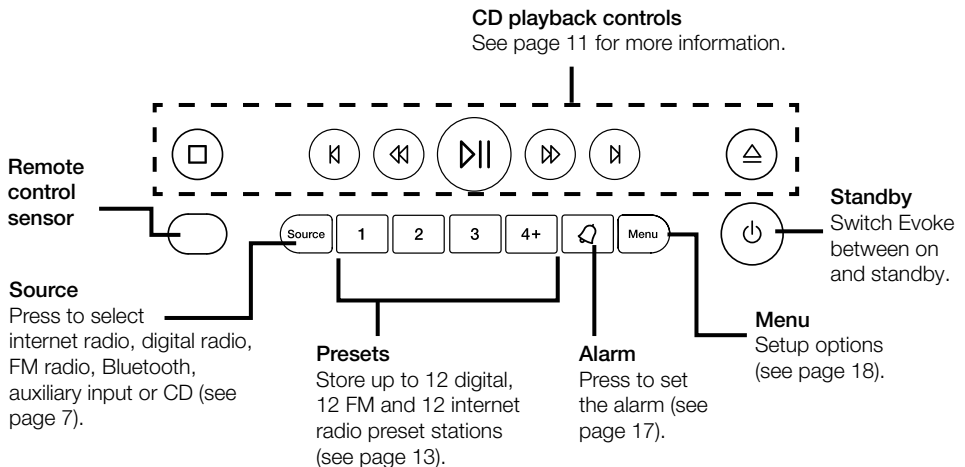 CD playback controls
See page 11 for more information.
Remote
control
sensor
Source
1
2
3
4+
Menu
Standby
Switch Evoke
between on
and standby.
Source
Press to select
internet radio, digital radio,
FM radio, Bluetooth,
auxiliary input or CD (see
page 7).
Presets
Store up to 12 digital,
12 FM and 12 internet
radio preset stations
(see page 13).
Alarm
Press to set
the alarm (see
page 17).
Menu
Setup options
(see page 18).